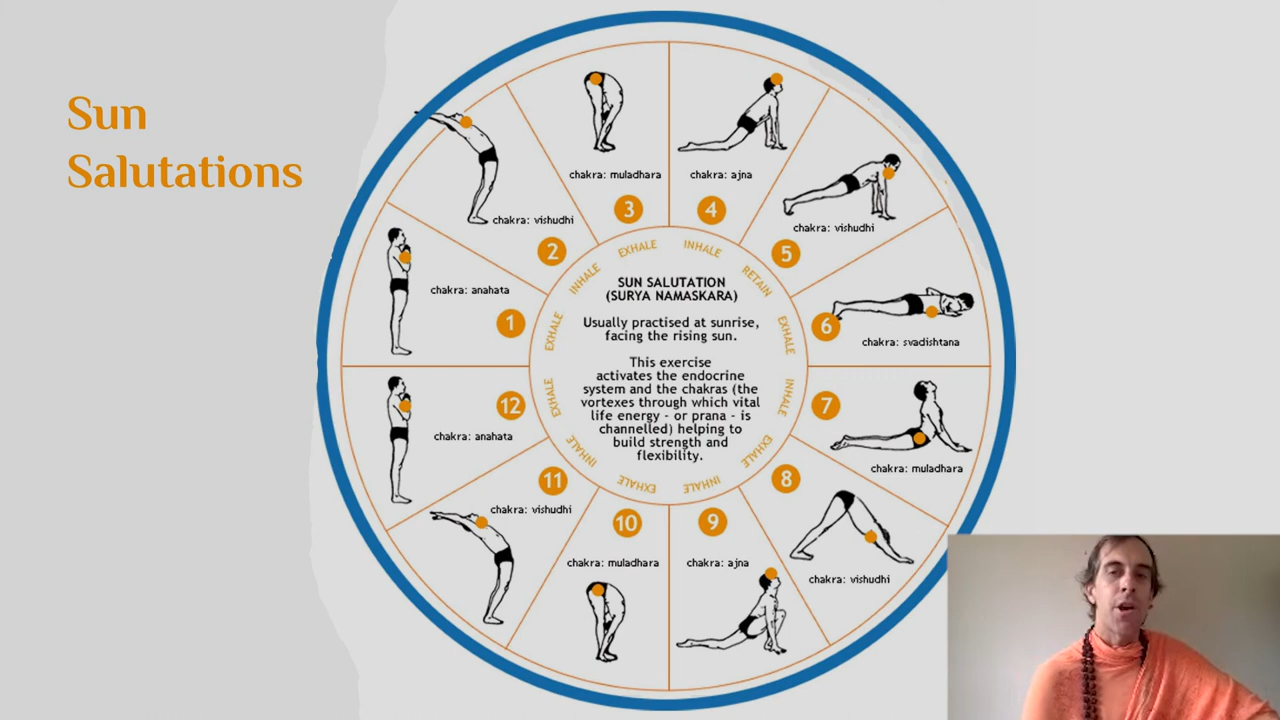 Sun
Salutations
SUN SALUTATION
(SURYA NAMASKARA)
Usually practised at sunrise,
facing the rising sun.
This exercise
activates the endocrine
system and the chakras (the
vortexes through which vital
life energy - or prana - is
channelled) helping to
build strength and
flexibility.
1
chakra: anahata
EXHALE
2
chakra: vishudhi
INHALE
3
chakra: muladhara
EXHALE
4
chakra: ajna
INHALE
5
chakra: vishudhi
RETAIN
6
chakra: svadishtana
EXHALE
7
chakra: muladhara
INHALE
8
chakra: vishudhi
EXHALE
9
chakra: ajna
INHALE
10
chakra: muladhara
EXHALE
11
chakra: vishudhi
INHALE
12
chakra: anahata
EXHALE